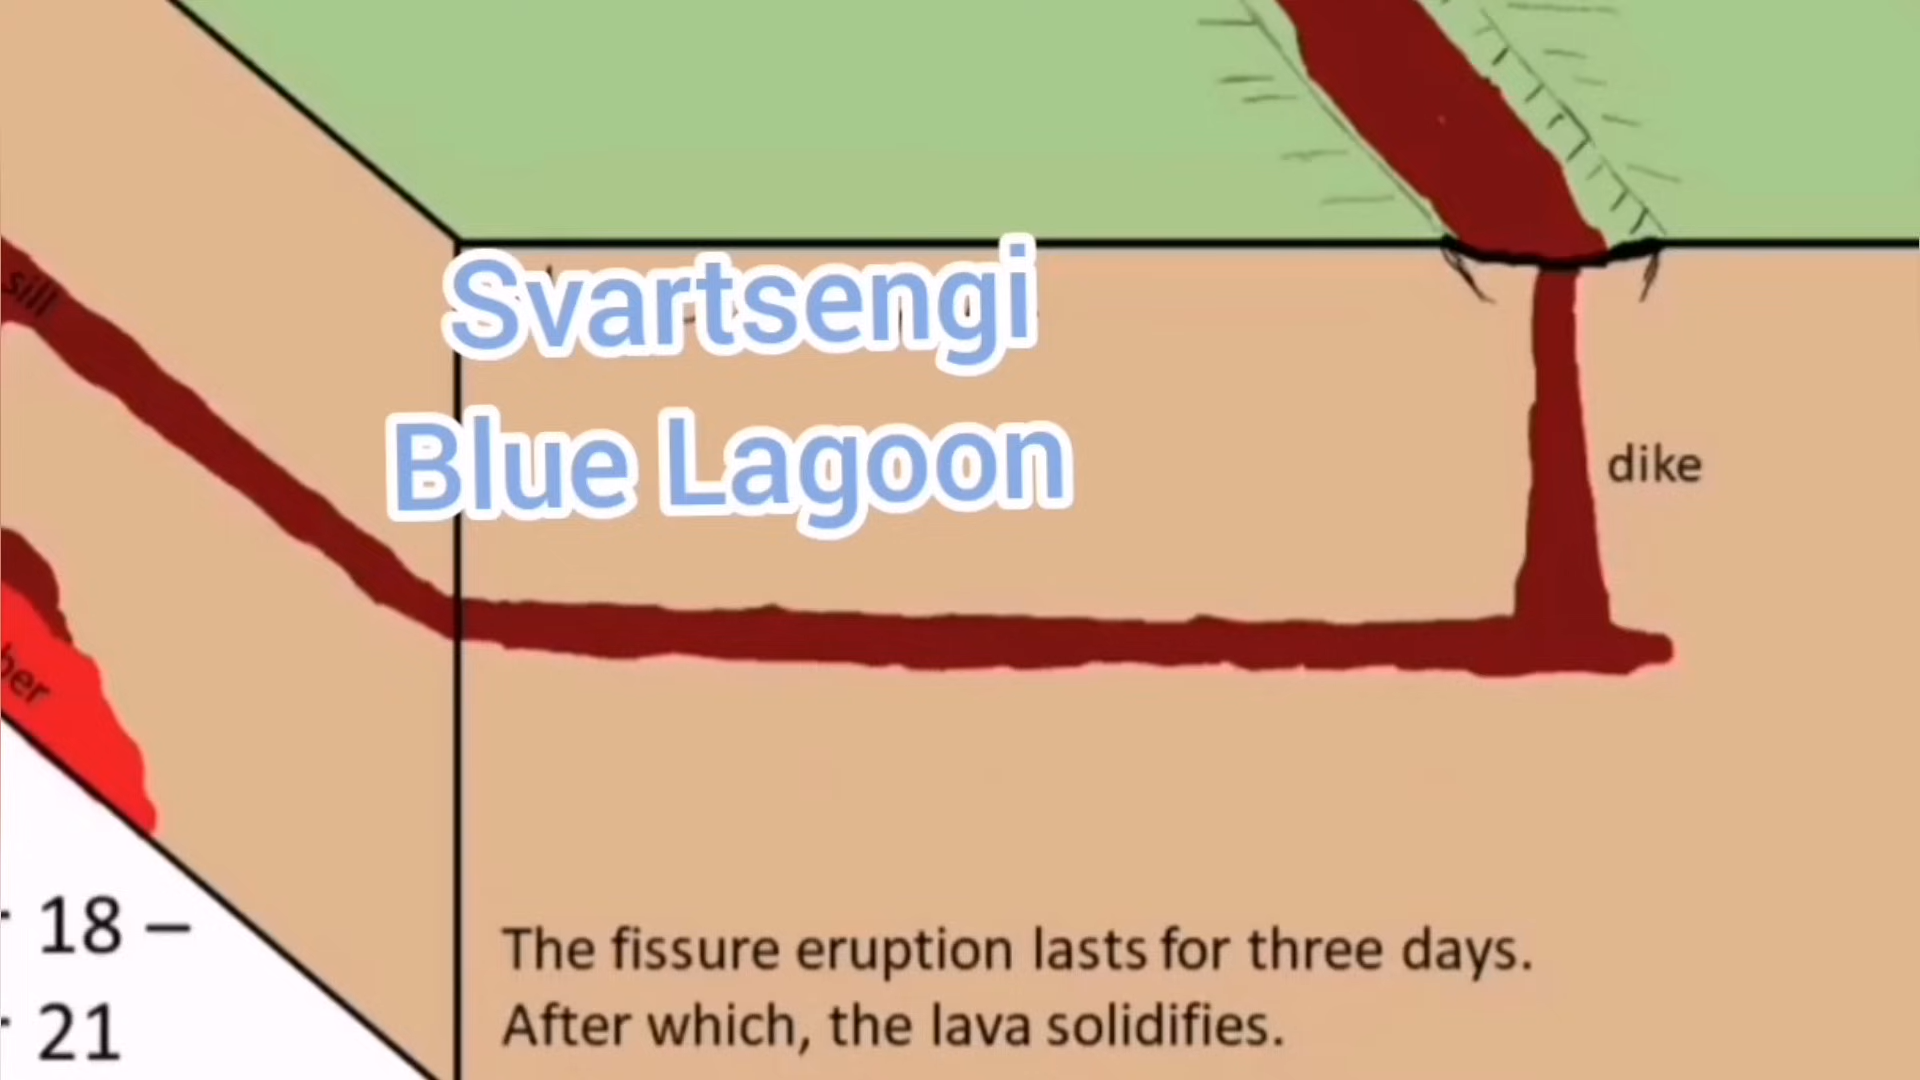 sill
Svartsengi
Blue Lagoon
dike
18 –
21
The fissure eruption lasts for three days.
After which, the lava solidifies.